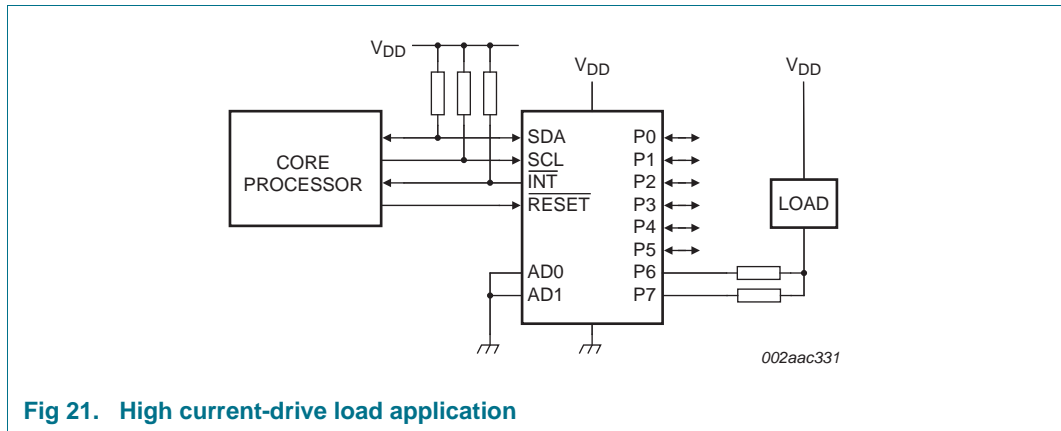 VDD
VDD
VDD
CORE
PROCESSOR
SDA
SCL
INT
RESET
AD0
AD1
P0
P1
P2
P3
P4
P5
P6
P7
LOAD
002aac331
Fig 21. High current-drive load application